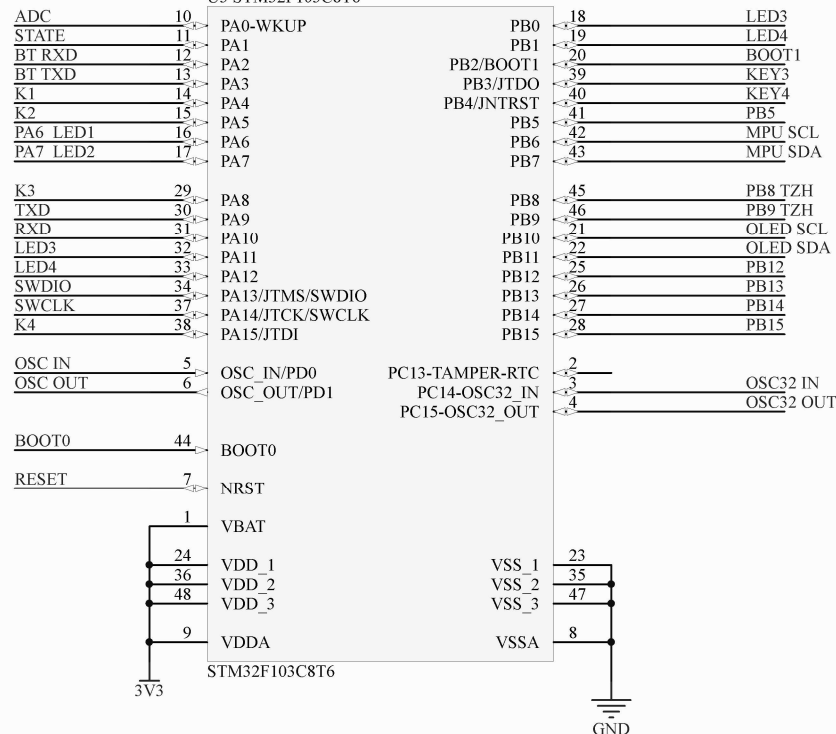 U3 STM32F103C8T6
ADC 10 PA0-WKUP PB0 18 LED3
STATE 11 PA1 PB1 19 LED4
BT RXD 12 PA2 PB2/BOOT1 20 BOOT1
BT TXD 13 PA3 PB3/JTDO 39 KEY3
K1 14 PA4 PB4/JNTRST 40 KEY4
K2 15 PA5 PB5 41 PB5
PA6 LED1 16 PA6 PB6 42 MPU SCL
PA7 LED2 17 PA7 PB7 43 MPU SDA
K3 29 PA8 PB8 45 PB8 TZH
TXD 30 PA9 PB9 46 PB9 TZH
RXD 31 PA10 PB10 21 OLED SCL
LED3 32 PA11 PB11 22 OLED SDA
LED4 33 PA12 PB12 25 PB12
SWDIO 34 PA13/JTMS/SWDIO PB13 26 PB13
SWCLK 37 PA14/JTCK/SWCLK PB14 27 PB14
K4 38 PA15/JTDI PB15 28 PB15
OSC IN 5 OSC_IN/PD0 PC13-TAMPER-RTC 2
OSC OUT 6 OSC_OUT/PD1 PC14-OSC32_IN 3 OSC32 IN
PC15-OSC32_OUT 4 OSC32 OUT
BOOT0 44 BOOT0
RESET 7 NRST
1 VBAT
24 VDD_1 VSS_1 23
36 VDD_2 VSS_2 35
48 VDD_3 VSS_3 47
9 VDDA VSSA 8
STM32F103C8T6
3V3
GND